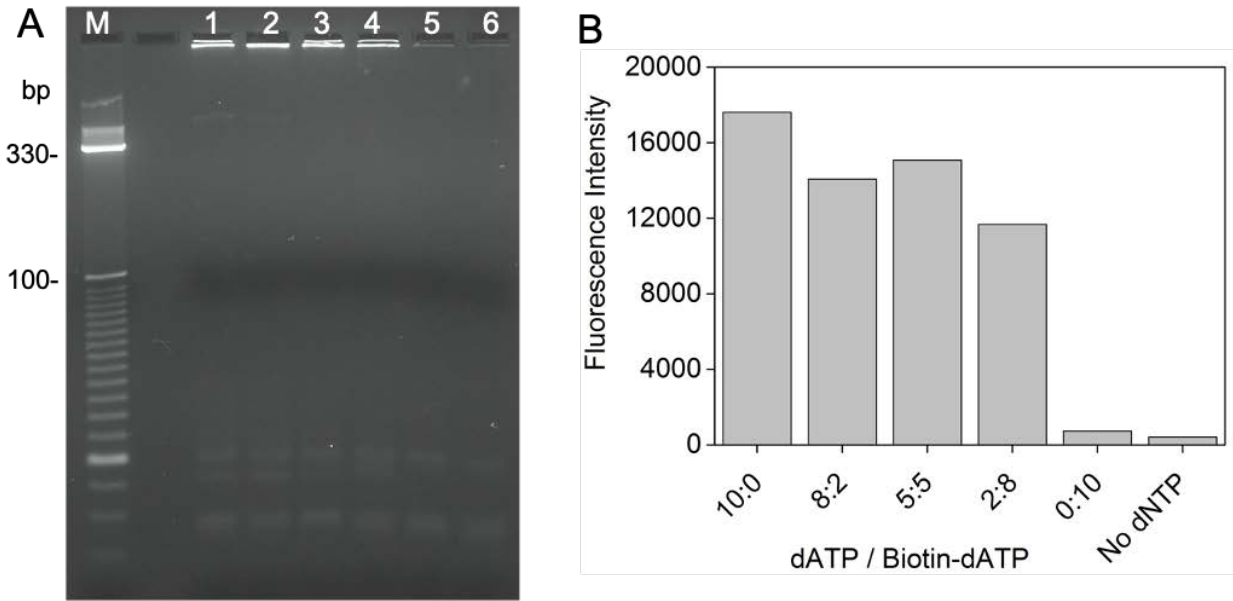 A
M 1 2 3 4 5 6
bp
330-
100-
B
20000
16000
12000
8000
4000
0
Fluorescence Intensity
10:0 8:2 5:5 2:8 0:10 No dNTP
dATP / Biotin-dATP